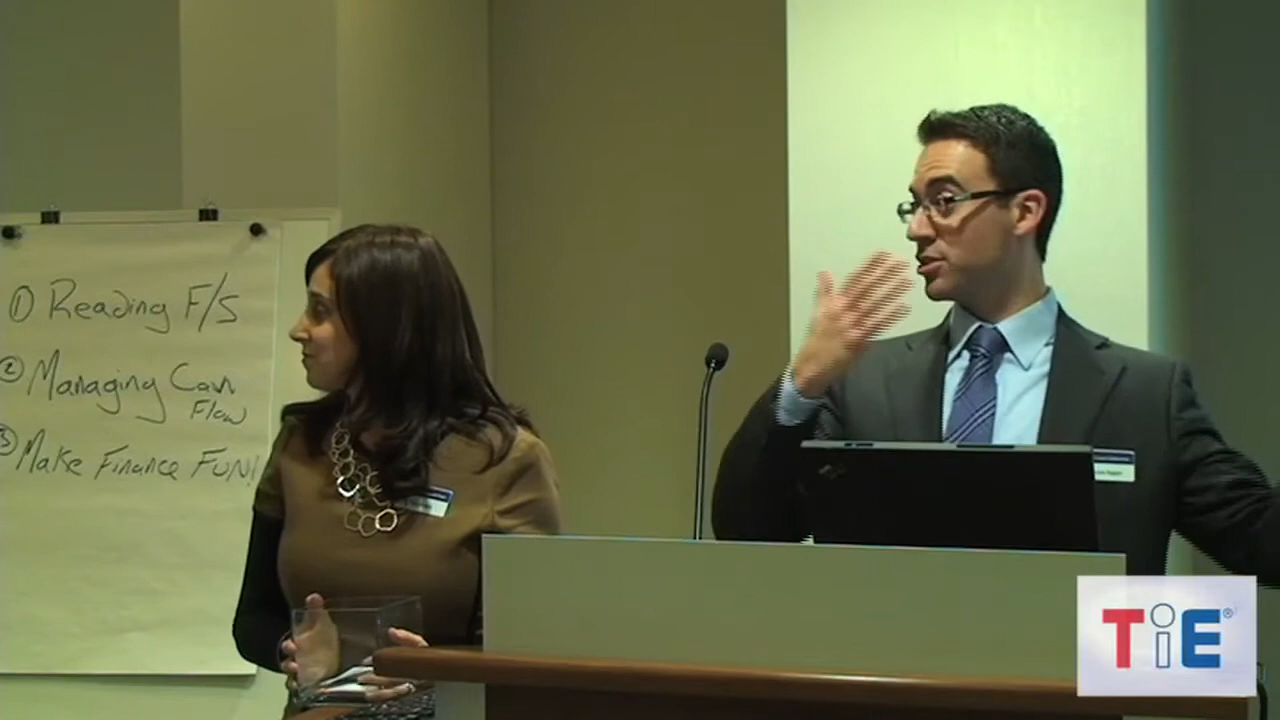 ① Reading F/S
② Managing Cash
Flow
③ Make Finance FUN!
TiE®